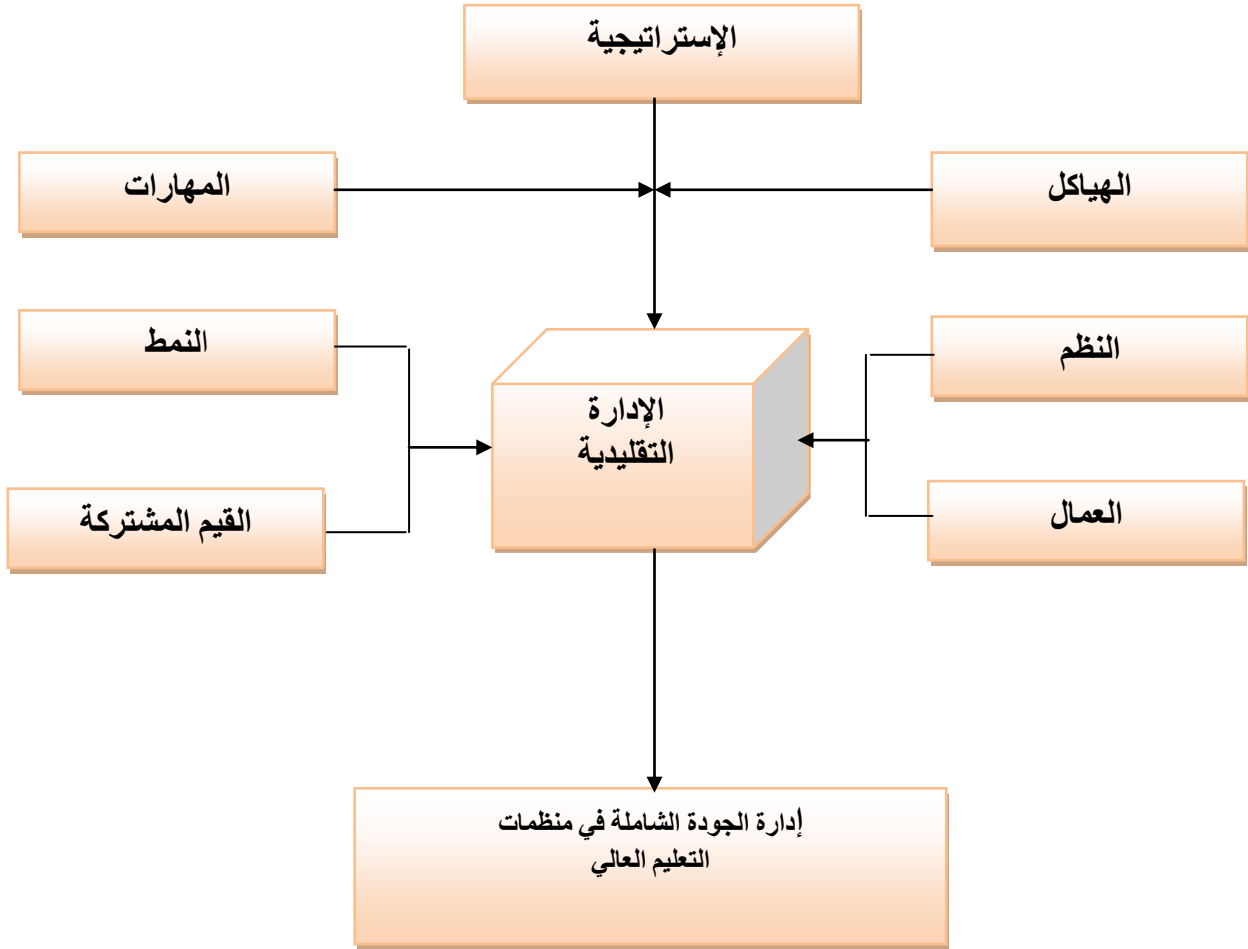 الإستراتيجية
الهياكل
المهارات
النظم
النمط
الإدارة
التقليدية
العمال
القيم المشتركة
إدارة الجودة الشاملة في منظمات
التعليم العالي